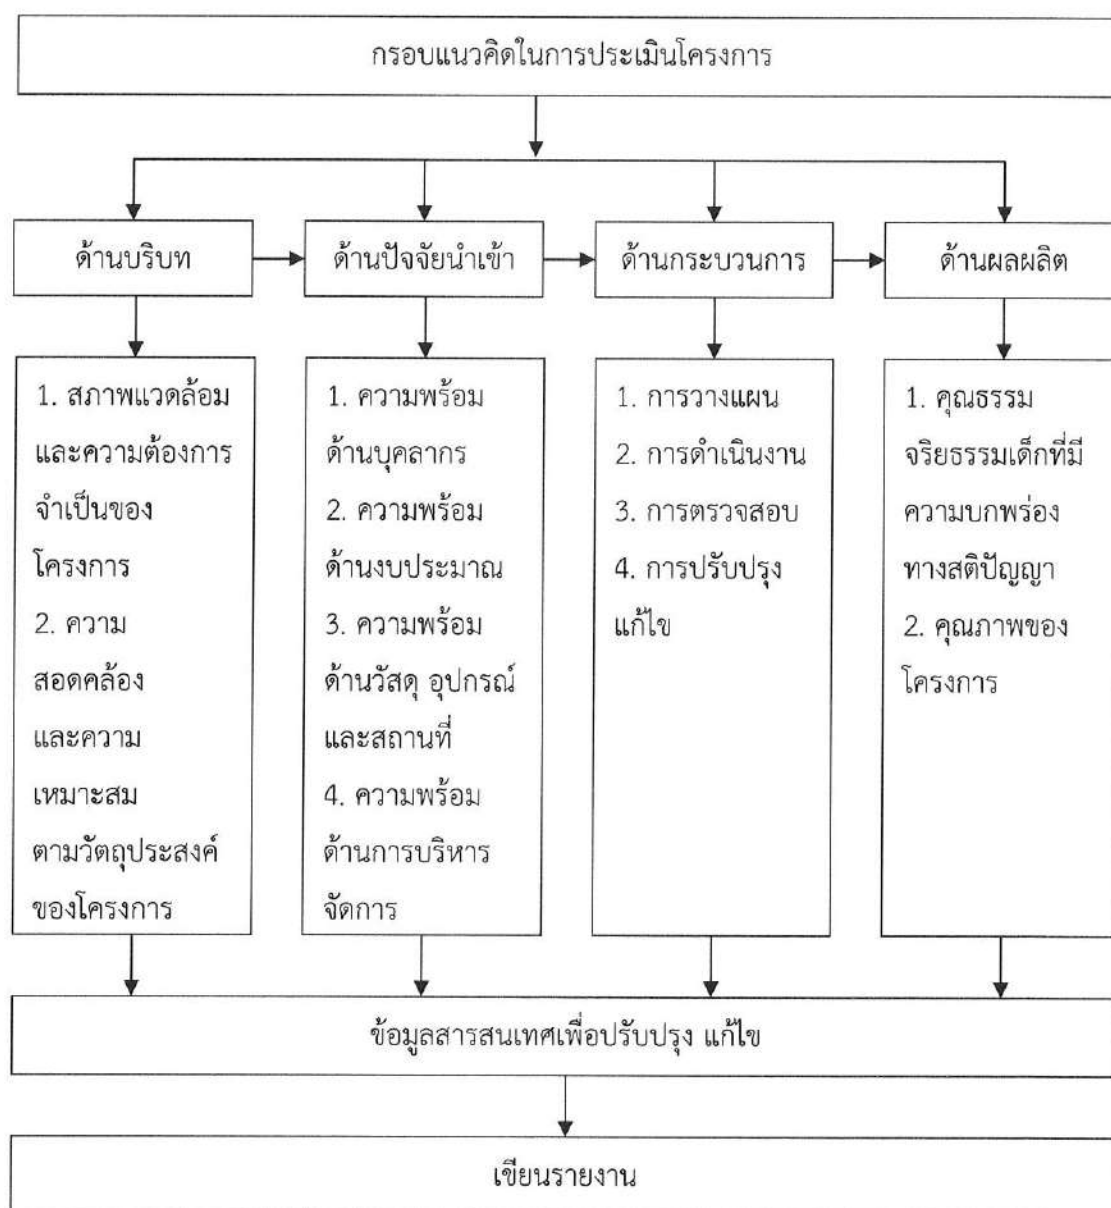 กรอบแนวคิดในการประเมินโครงการ
ด้านบริบท
ด้านปัจจัยนำเข้า
ด้านกระบวนการ
ด้านผลผลิต
1. สภาพแวดล้อม
และความต้องการ
จำเป็นของ
โครงการ
2. ความ
สอดคล้อง
และความ
เหมาะสม
ตามวัตถุประสงค์
ของโครงการ
1. ความพร้อม
ด้านบุคลากร
2. ความพร้อม
ด้านงบประมาณ
3. ความพร้อม
ด้านวัสดุ อุปกรณ์
และสถานที่
4. ความพร้อม
ด้านการบริหาร
จัดการ
1. การวางแผน
2. การดำเนินงาน
3. การตรวจสอบ
4. การปรับปรุง
แก้ไข
1. คุณธรรม
จริยธรรมเด็กที่มี
ความบกพร่อง
ทางสติปัญญา
2. คุณภาพของ
โครงการ
ข้อมูลสารสนเทศเพื่อปรับปรุง แก้ไข
เขียนรายงาน